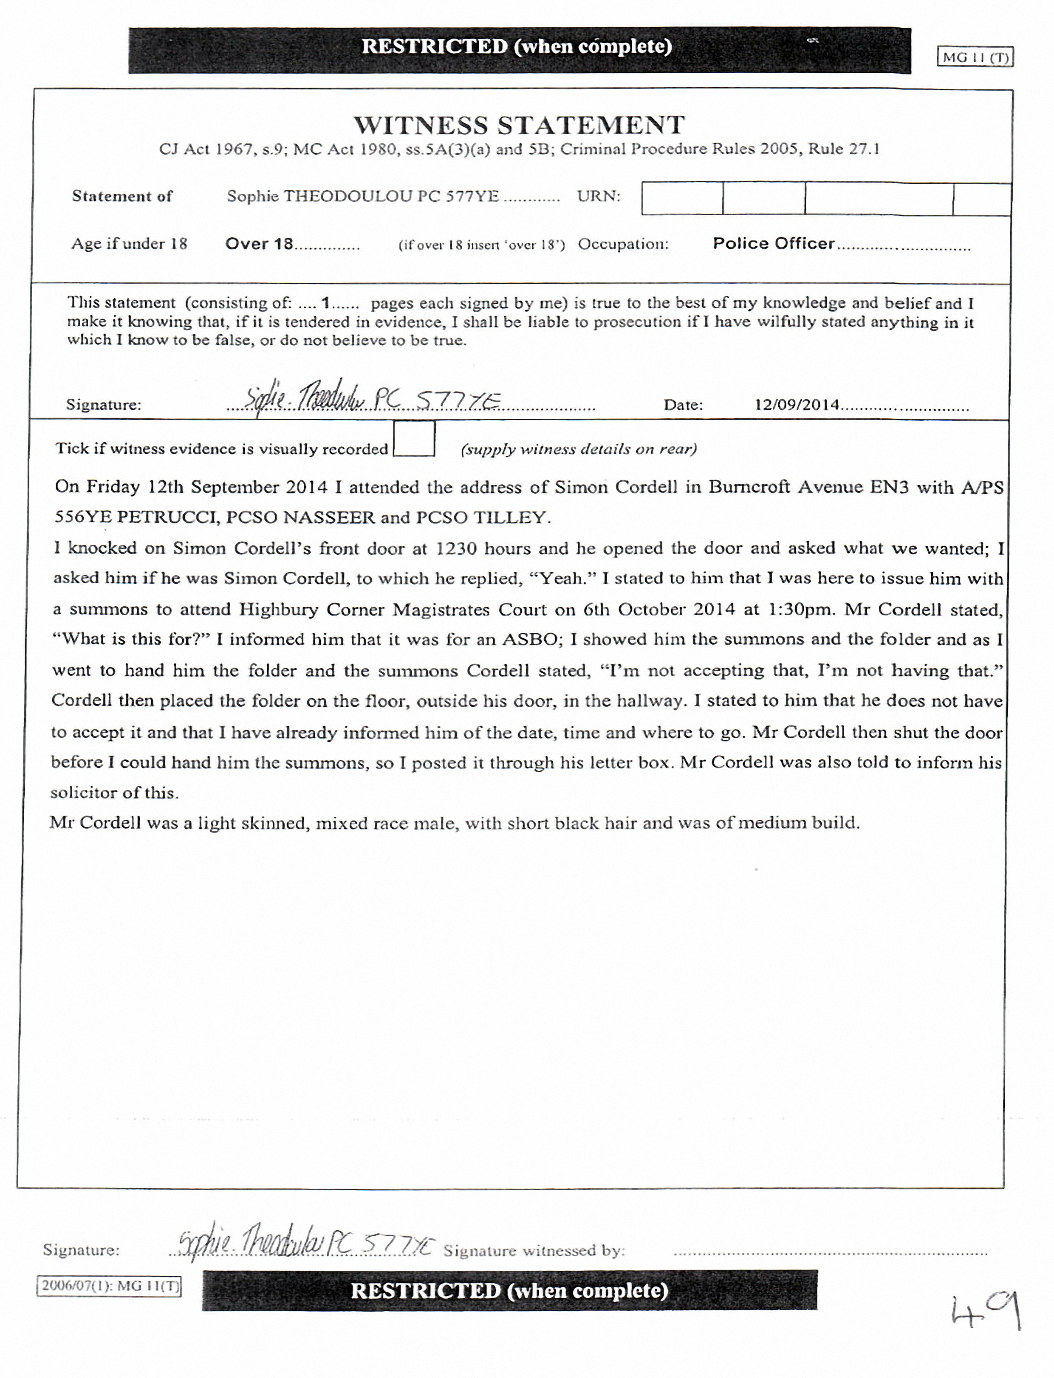 RESTRICTED (when complete)
MG 11 (T)
WITNESS STATEMENT
CJ Act 1967, s.9; MC Act 1980, ss.5A(3)(a) and 5B; Criminal Procedure Rules 2005, Rule 27.1
Statement of Sophie THEODOULOU PC 577YE ............ URN:
Age if under 18 Over 18............. (if over 18 insert 'over 18') Occupation: Police Officer...........................
This statement (consisting of: .... 1...... pages each signed by me) is true to the best of my knowledge and belief and I
make it knowing that, if it is tendered in evidence, I shall be liable to prosecution if I have wilfully stated anything in it
which I know to be false, or do not believe to be true.
Signature: Sophie Theodoulou PC 577YE Date: 12/09/2014..........................
Tick if witness evidence is visually recorded (supply witness details on rear)
On Friday 12th September 2014 I attended the address of Simon Cordell in Burncroft Avenue EN3 with A/PS
556YE PETRUCCI, PCSO NASSEER and PCSO TILLEY.
I knocked on Simon Cordell's front door at 1230 hours and he opened the door and asked what we wanted; I
asked him if he was Simon Cordell, to which he replied, "Yeah." I stated to him that I was here to issue him with
a summons to attend Highbury Corner Magistrates Court on 6th October 2014 at 1:30pm. Mr Cordell stated,
"What is this for?" I informed him that it was for an ASBO; I showed him the summons and the folder and as I
went to hand him the folder and the summons Cordell stated, "I'm not accepting that, I'm not having that."
Cordell then placed the folder on the floor, outside his door, in the hallway. I stated to him that he does not have
to accept it and that I have already informed him of the date, time and where to go. Mr Cordell then shut the door
before I could hand him the summons, so I posted it through his letter box. Mr Cordell was also told to inform his
solicitor of this.
Mr Cordell was a light skinned, mixed race male, with short black hair and was of medium build.
Signature: Sophie Theodoulou PC 577YE Signature witnessed by: ..................................................
2006/07(1): MG 11(T)
RESTRICTED (when complete)
49